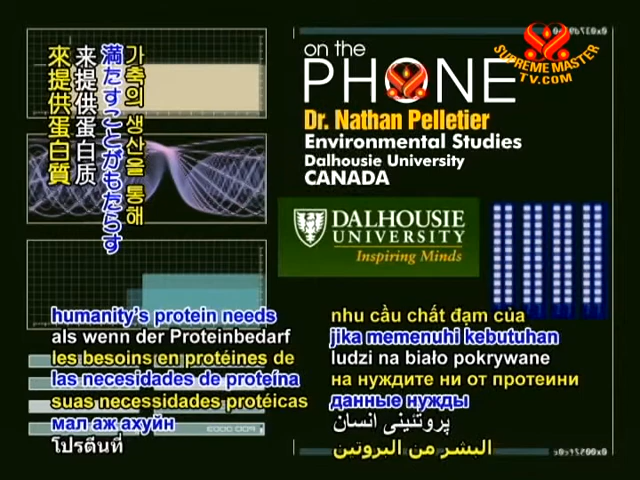 on the
PHONE
SUPREME MASTER
TV.COM
Dr. Nathan Pelletier
Environmental Studies
Dalhousie University
CANADA
DALHOUSIE
UNIVERSITY
Inspiring Minds
來提供蛋白質
来提供蛋白质
満たすことがもたらす
가축의 생산을 통해
humanity's protein needs
als wenn der Proteinbedarf
les besoins en protéines de
las necesidades de proteína
suas necessidades protéicas
мал аж ахуйн
โปรตีนที่
nhu cầu chất đạm của
jika memenuhi kebutuhan
ludzi na biało pokrywane
на нуждите ни от протеини
данные нужды
پروتئینی انسان
البشر من البروتين